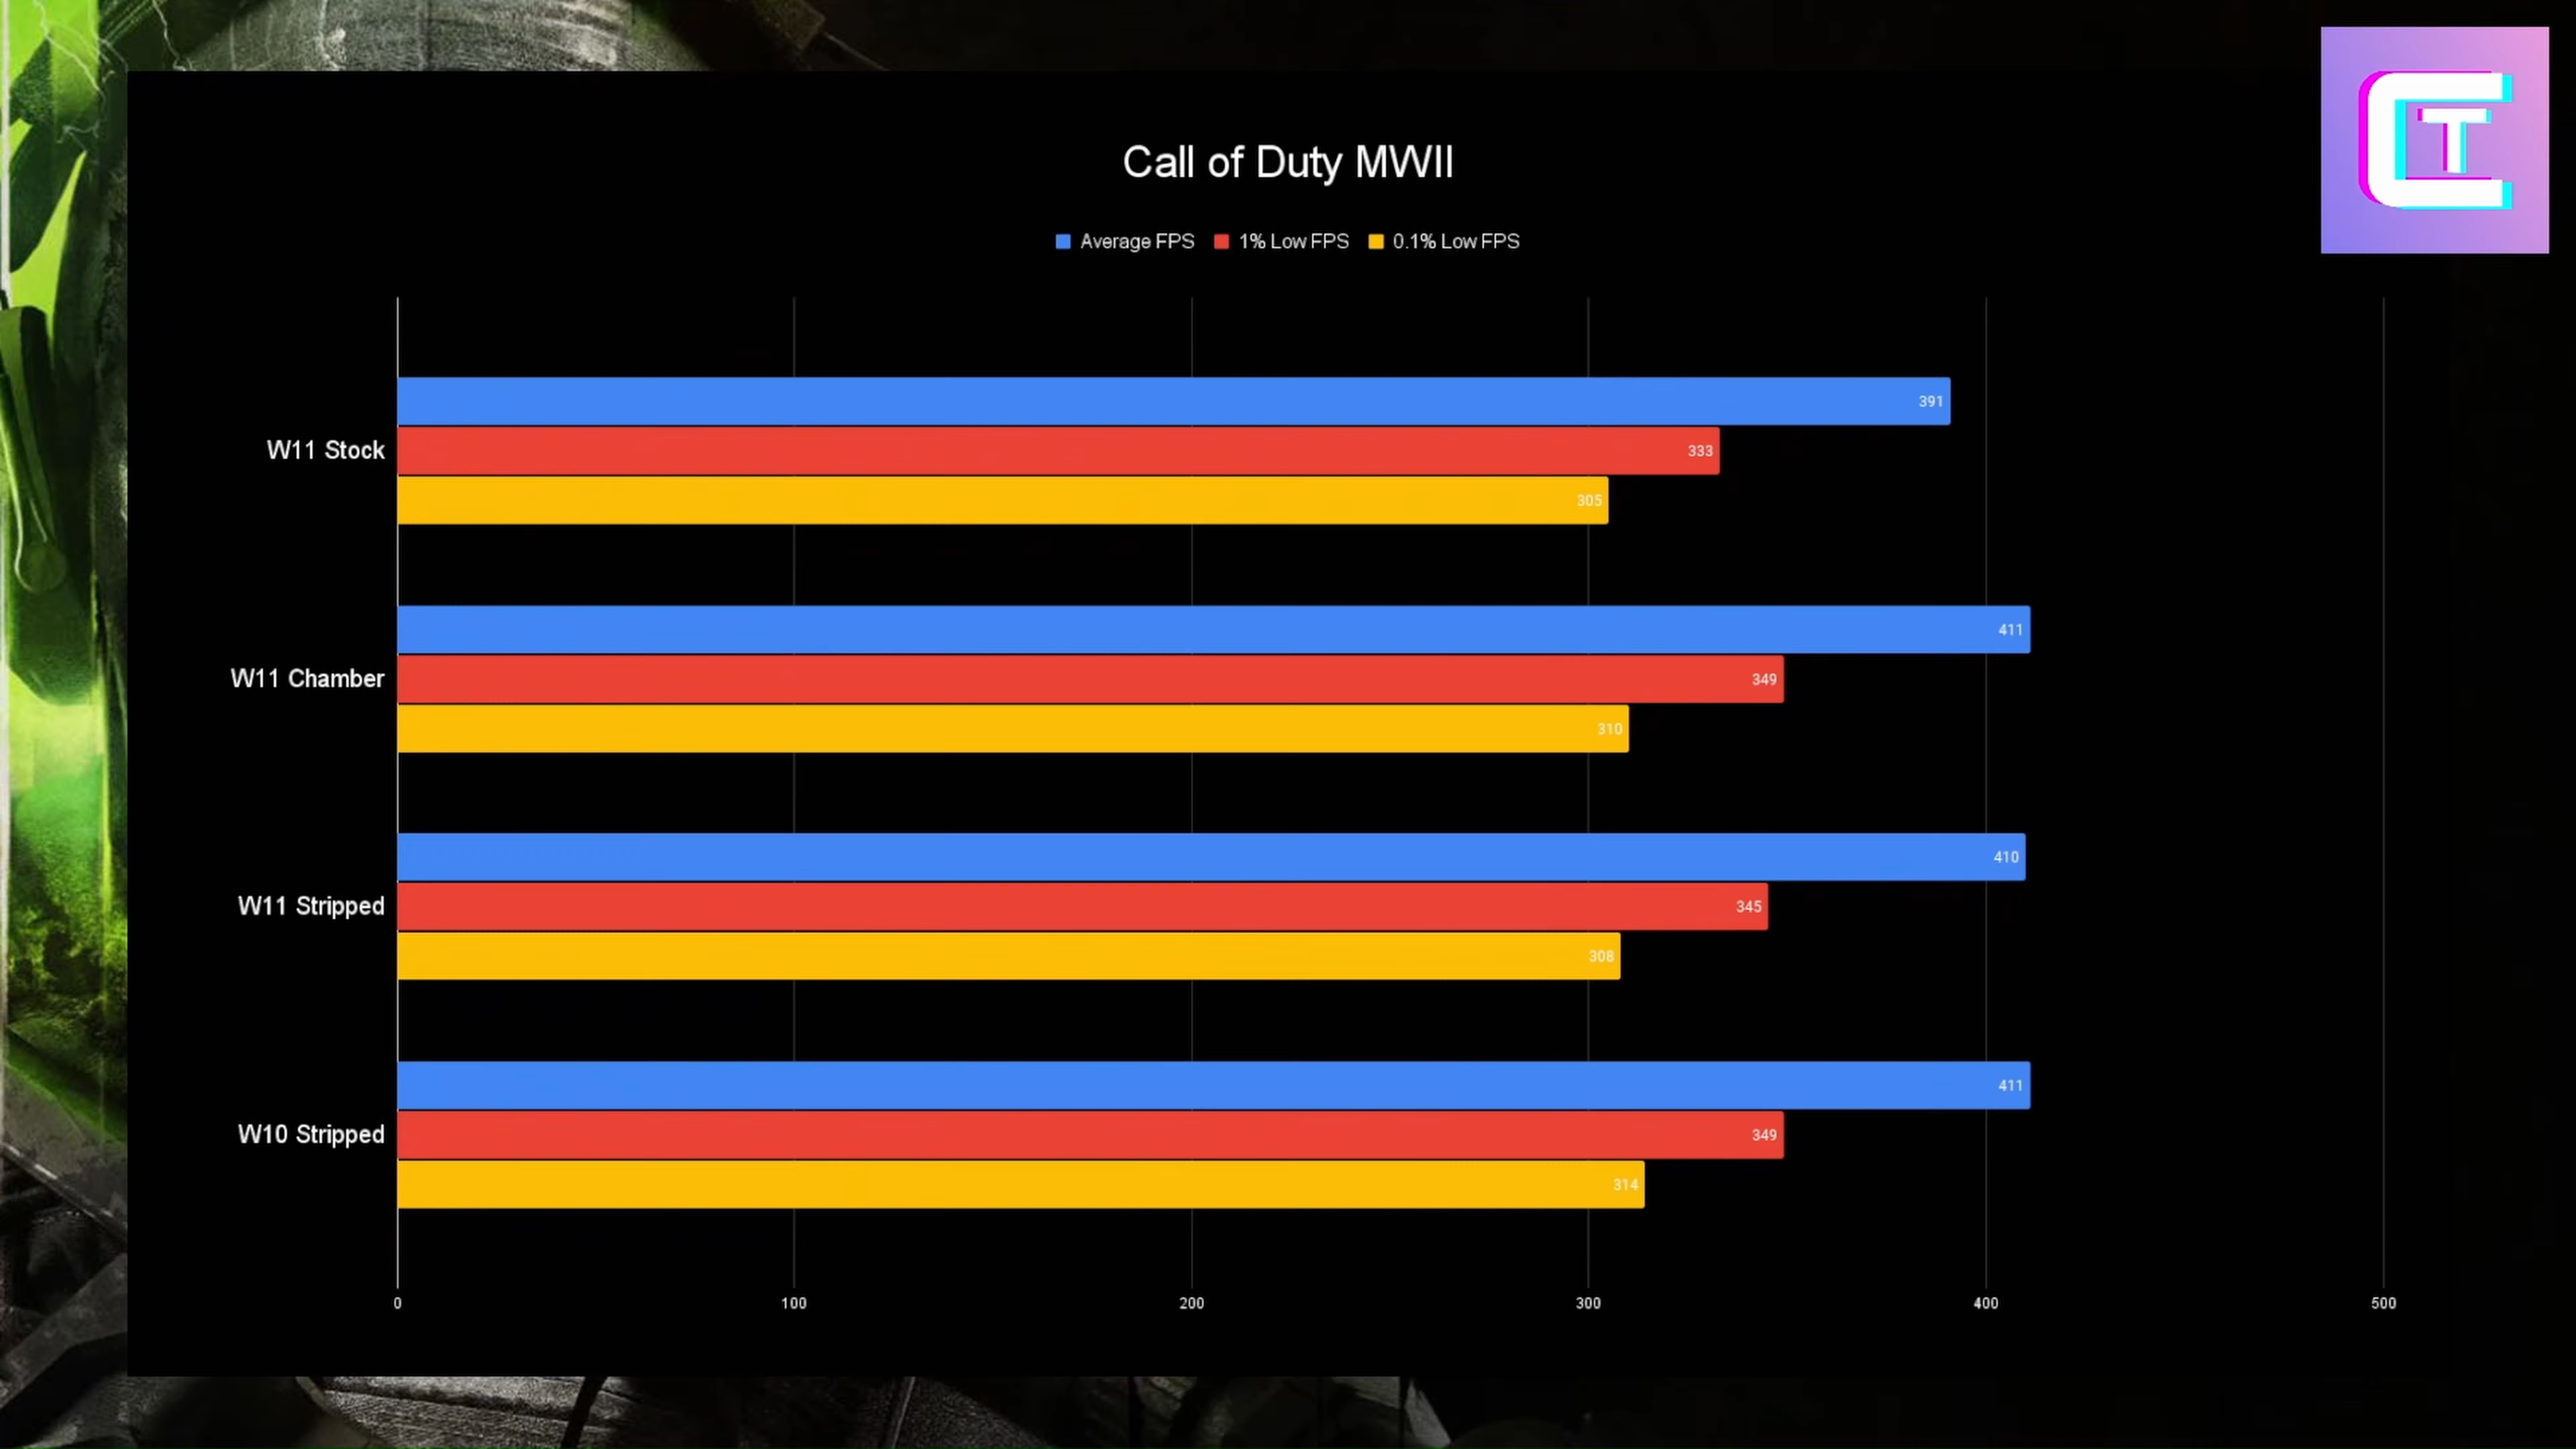 CT
Call of Duty MWII
Average FPS 1% Low FPS 0.1% Low FPS
391
W11 Stock 333
305
411
W11 Chamber 349
310
410
W11 Stripped 345
308
411
W10 Stripped 349
314
0 100 200 300 400 500